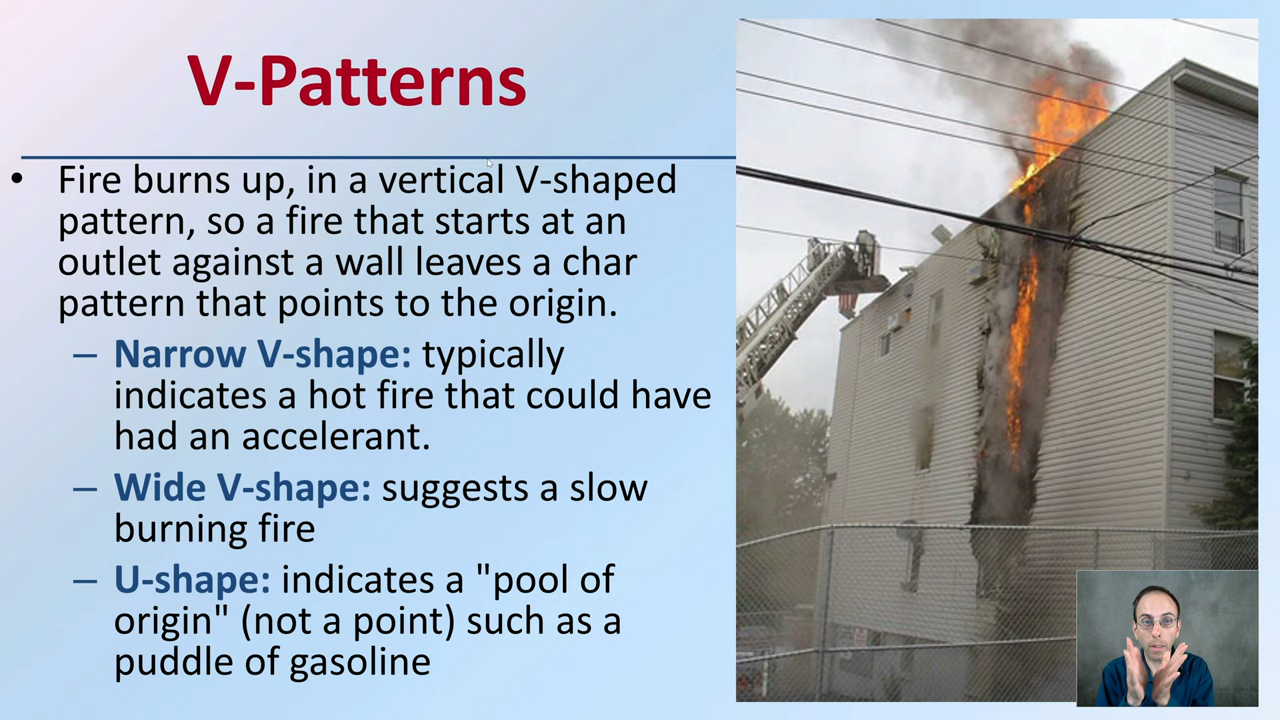 V-Patterns
• Fire burns up, in a vertical V-shaped
pattern, so a fire that starts at an
outlet against a wall leaves a char
pattern that points to the origin.
– Narrow V-shape: typically
indicates a hot fire that could have
had an accelerant.
– Wide V-shape: suggests a slow
burning fire
– U-shape: indicates a "pool of
origin" (not a point) such as a
puddle of gasoline